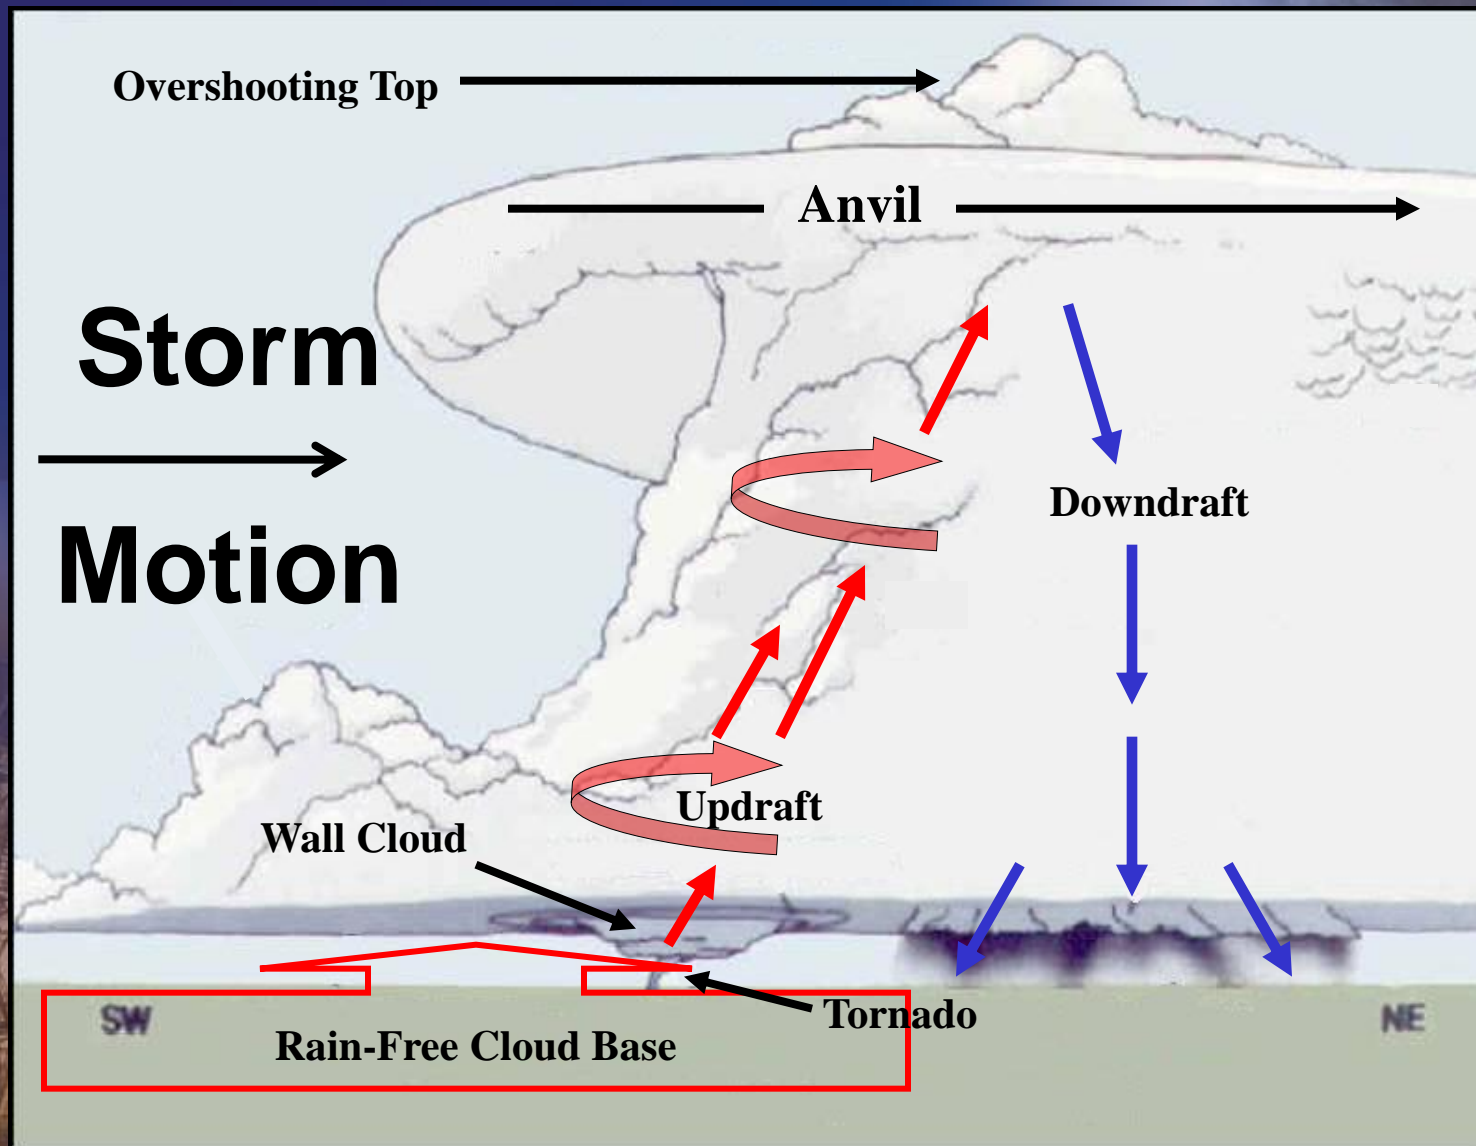 Overshooting Top
Anvil
Storm
Motion
Downdraft
Updraft
Wall Cloud
Tornado
SW
NE
Rain-Free Cloud Base